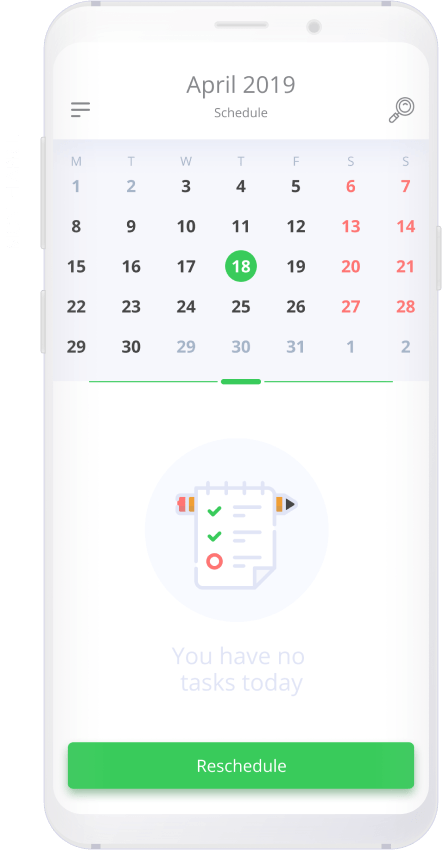 April 2019
Schedule
M T W T F S S
1 2 3 4 5 6 7
8 9 10 11 12 13 14
15 16 17 18 19 20 21
22 23 24 25 26 27 28
29 30 29 30 31 1 2
You have no
tasks today
Reschedule